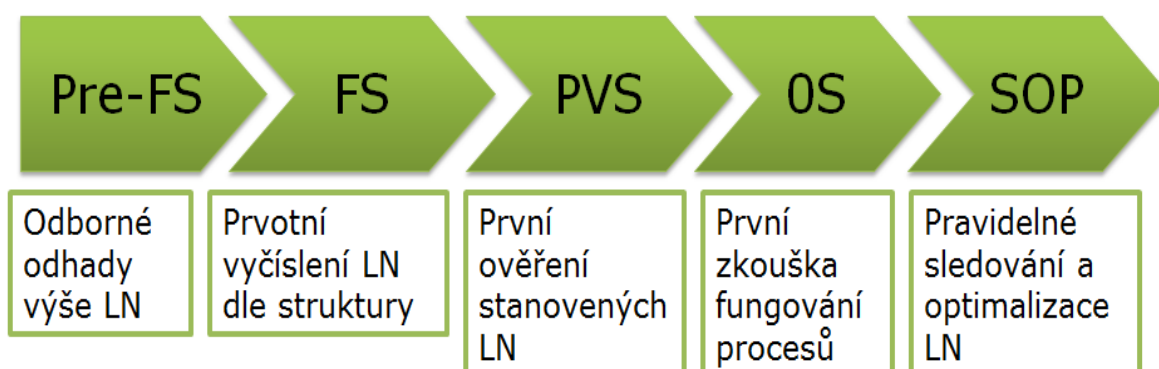 Pre-FS
FS
PVS
0S
SOP
Odborné
odhady
výše LN
Prvotní
vyčíslení LN
dle struktury
První
ověření
stanovených
LN
První
zkouška
fungování
procesů
Pravidelné
sledování a
optimalizace
LN